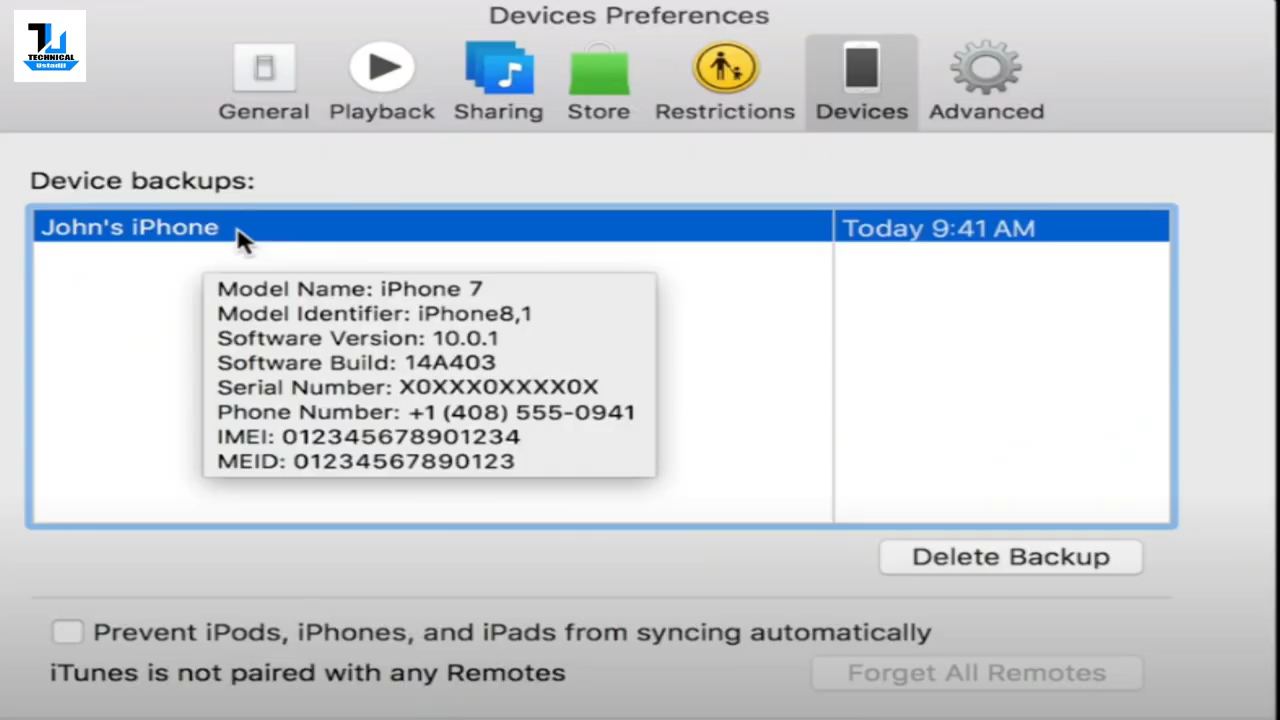 Devices Preferences
TECHNICAL
Ustadil
General Playback Sharing Store Restrictions Devices Advanced
Device backups:
John's iPhone Today 9:41 AM
Model Name: iPhone 7
Model Identifier: iPhone8,1
Software Version: 10.0.1
Software Build: 14A403
Serial Number: X0XXX0XXXX0X
Phone Number: +1 (408) 555-0941
IMEI: 012345678901234
MEID: 01234567890123
Delete Backup
Prevent iPods, iPhones, and iPads from syncing automatically
iTunes is not paired with any Remotes Forget All Remotes